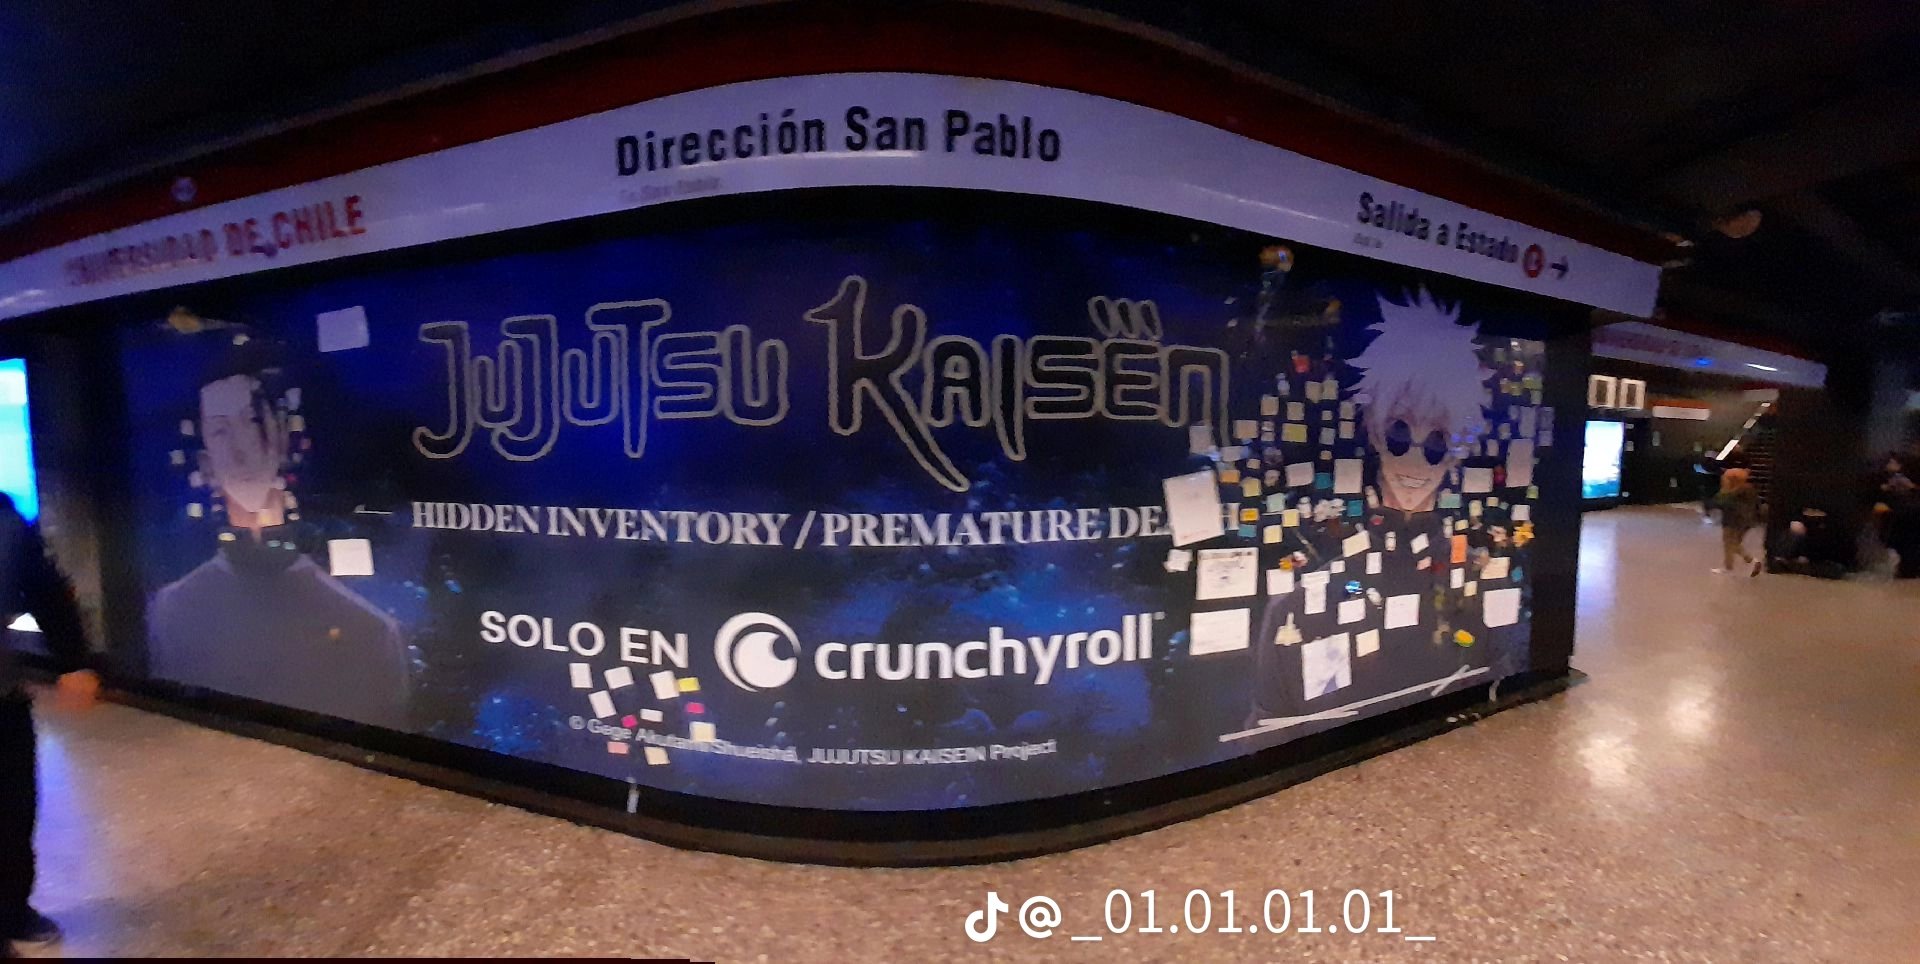 Dirección San Pablo
UNIVERSIDAD DE CHILE
Salida a Estado
JUJUTSU KAISEN
HIDDEN INVENTORY / PREMATURE DE H
SOLO EN crunchyroll
© Gege Akutami Shueisha, JUJUTSU KAISEN Project
@_01.01.01.01_